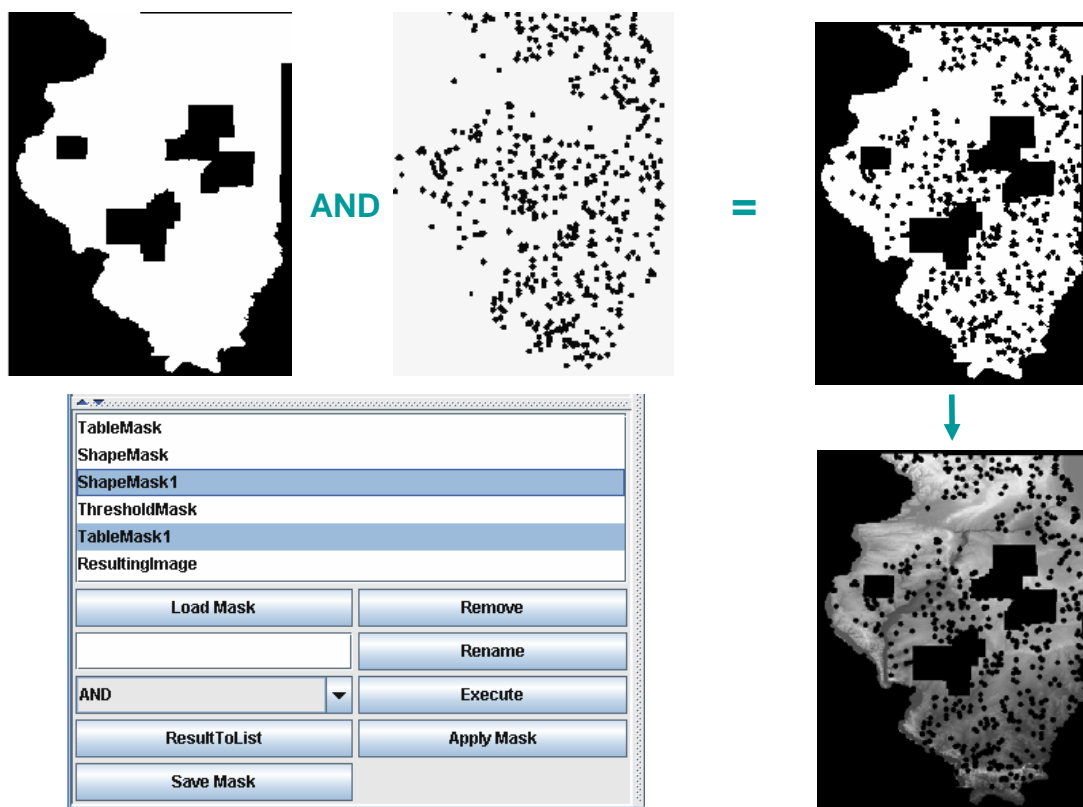 AND
=
TableMask
ShapeMask
ShapeMask1
ThresholdMask
TableMask1
ResultingImage
Load Mask
Remove
Rename
AND
Execute
ResultToList
Apply Mask
Save Mask